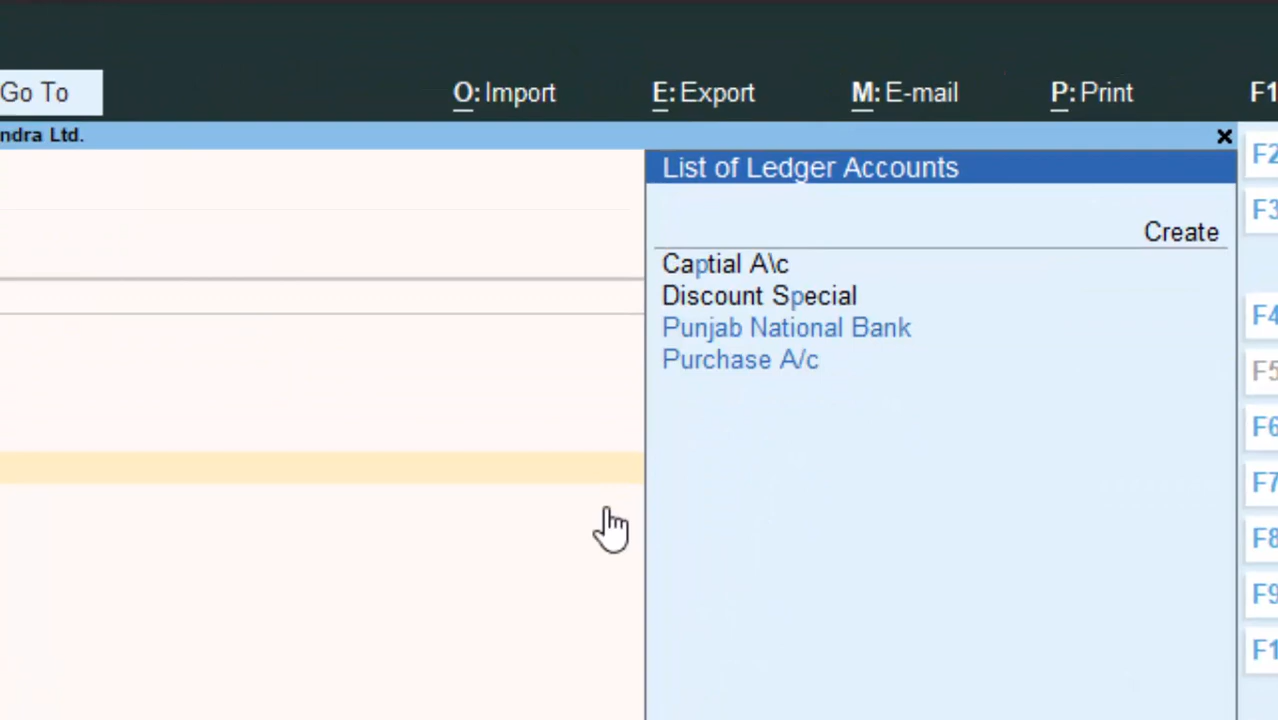 Go To
O: Import
E: Export
M: E-mail
P: Print
F1
ndra Ltd.
List of Ledger Accounts
Create
Captial A\c
Discount Special
Punjab National Bank
Purchase A/c
F2
F3
F4
F5
F6
F7
F8
F9
F1